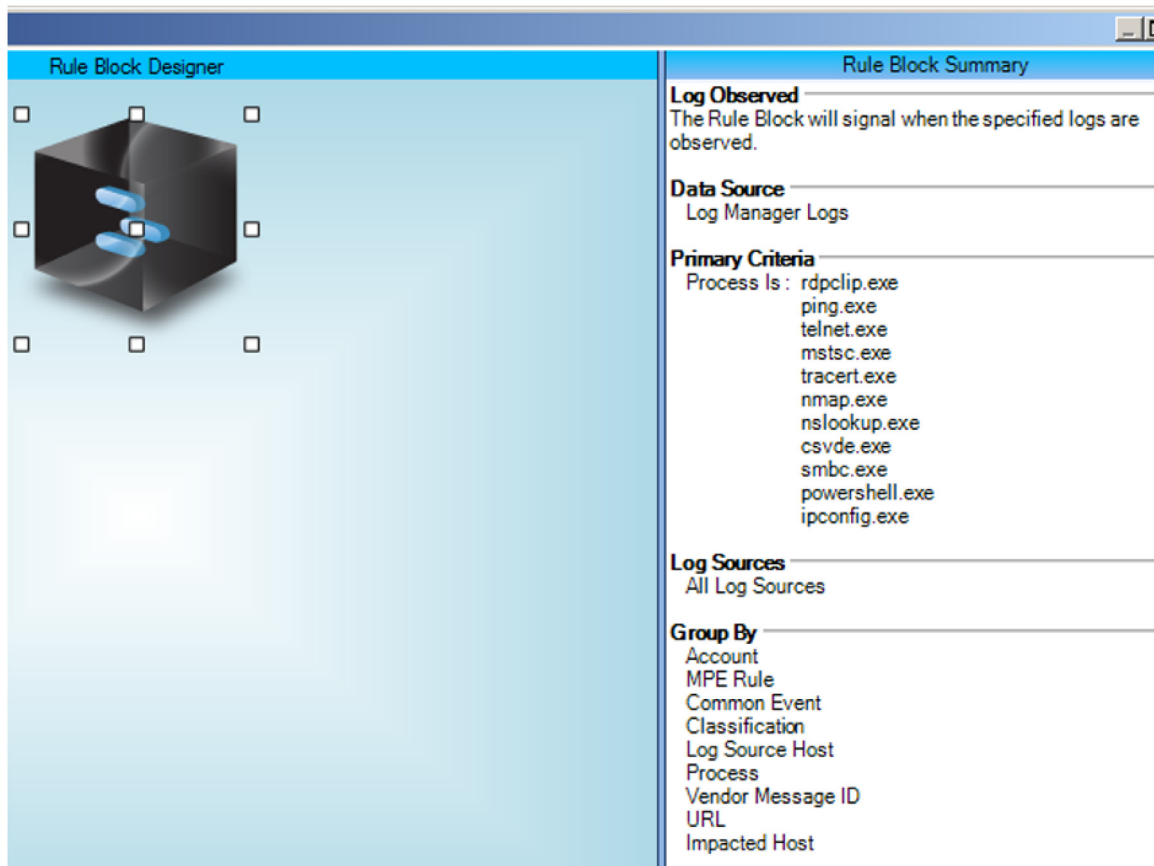 Rule Block Designer
Rule Block Summary
Log Observed
The Rule Block will signal when the specified logs are
observed.
Data Source
Log Manager Logs
Primary Criteria
Process Is : rdpclip.exe
ping.exe
telnet.exe
mstsc.exe
tracert.exe
nmap.exe
nslookup.exe
csvde.exe
smbc.exe
powershell.exe
ipconfig.exe
Log Sources
All Log Sources
Group By
Account
MPE Rule
Common Event
Classification
Log Source Host
Process
Vendor Message ID
URL
Impacted Host